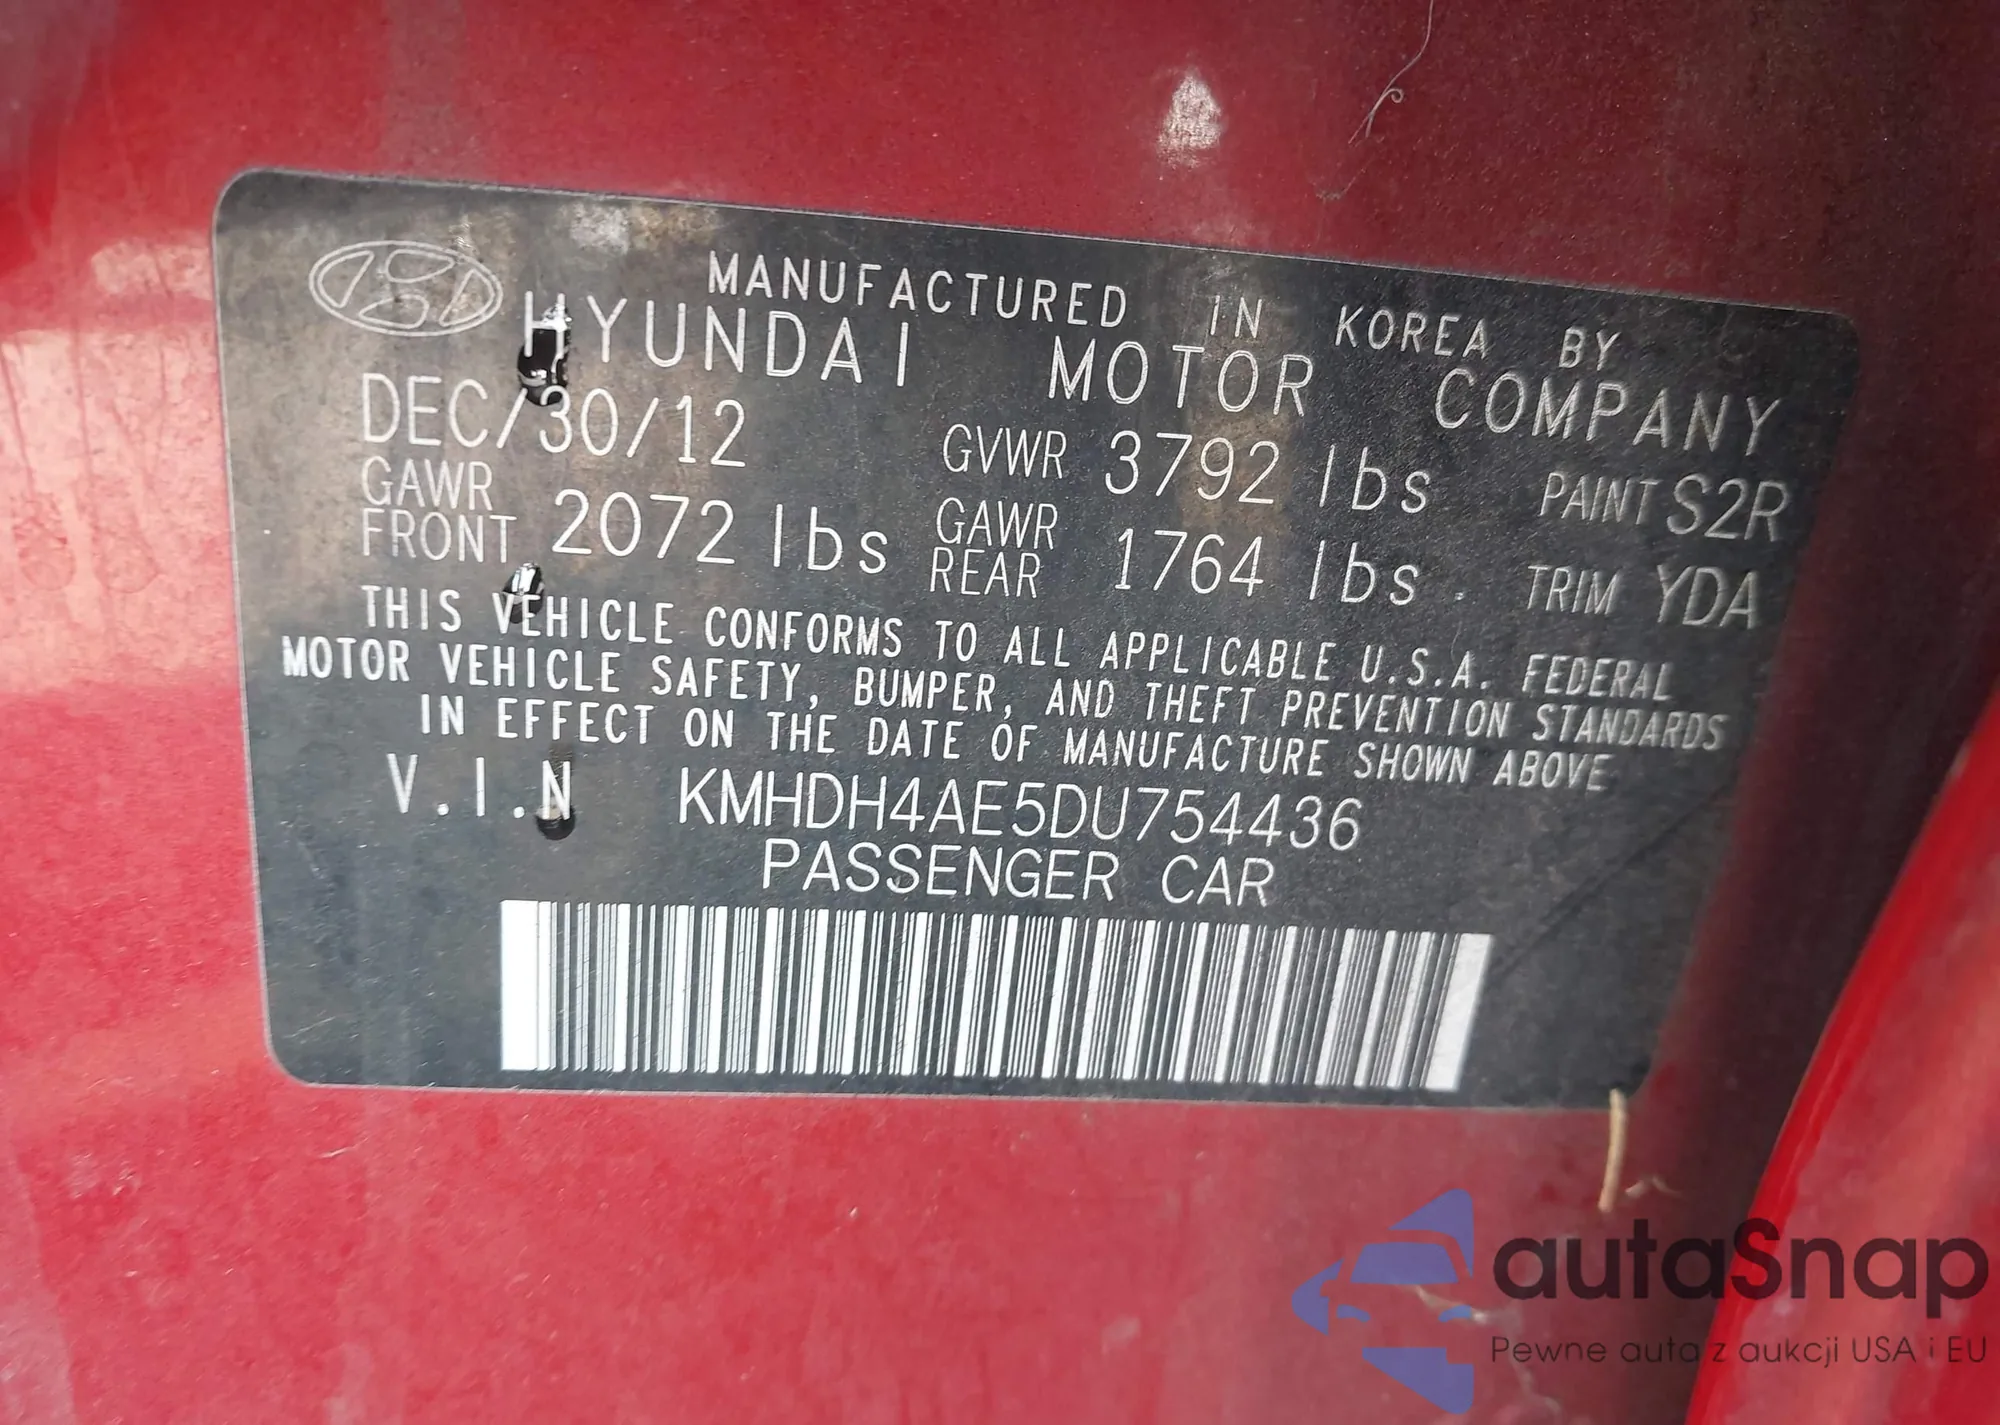 MANUFACTURED IN KOREA BY
HYUNDAI MOTOR COMPANY
DEC/30/12 GVWR 3792 lbs PAINT S2R
GAWR FRONT 2072 lbs GAWR REAR 1764 lbs TRIM YDA
THIS VEHICLE CONFORMS TO ALL APPLICABLE U.S.A. FEDERAL
MOTOR VEHICLE SAFETY, BUMPER, AND THEFT PREVENTION STANDARDS
IN EFFECT ON THE DATE OF MANUFACTURE SHOWN ABOVE
V.I.N KMHDH4AE5DU754436
PASSENGER CAR
autaSnap
Pewne auta z aukcji USA i EU